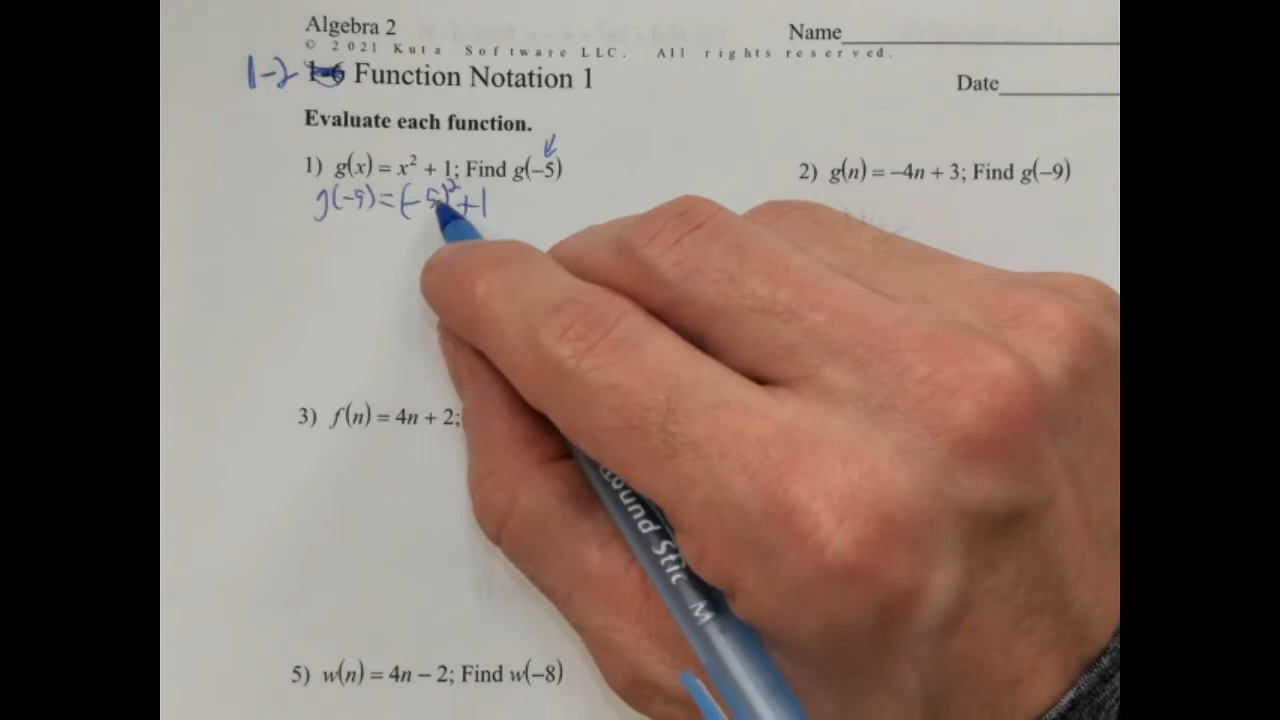 Algebra 2
Name
© 2021 Kuta Software LLC. All rights reserved.
1-2 1-6 Function Notation 1
Date
Evaluate each function.
1) g(x) = x² + 1; Find g(−5)
g(-5)=(-5)²+1
2) g(n) = −4n + 3; Find g(−9)
3) f(n) = 4n + 2;
ound Stic M
5) w(n) = 4n − 2; Find w(−8)